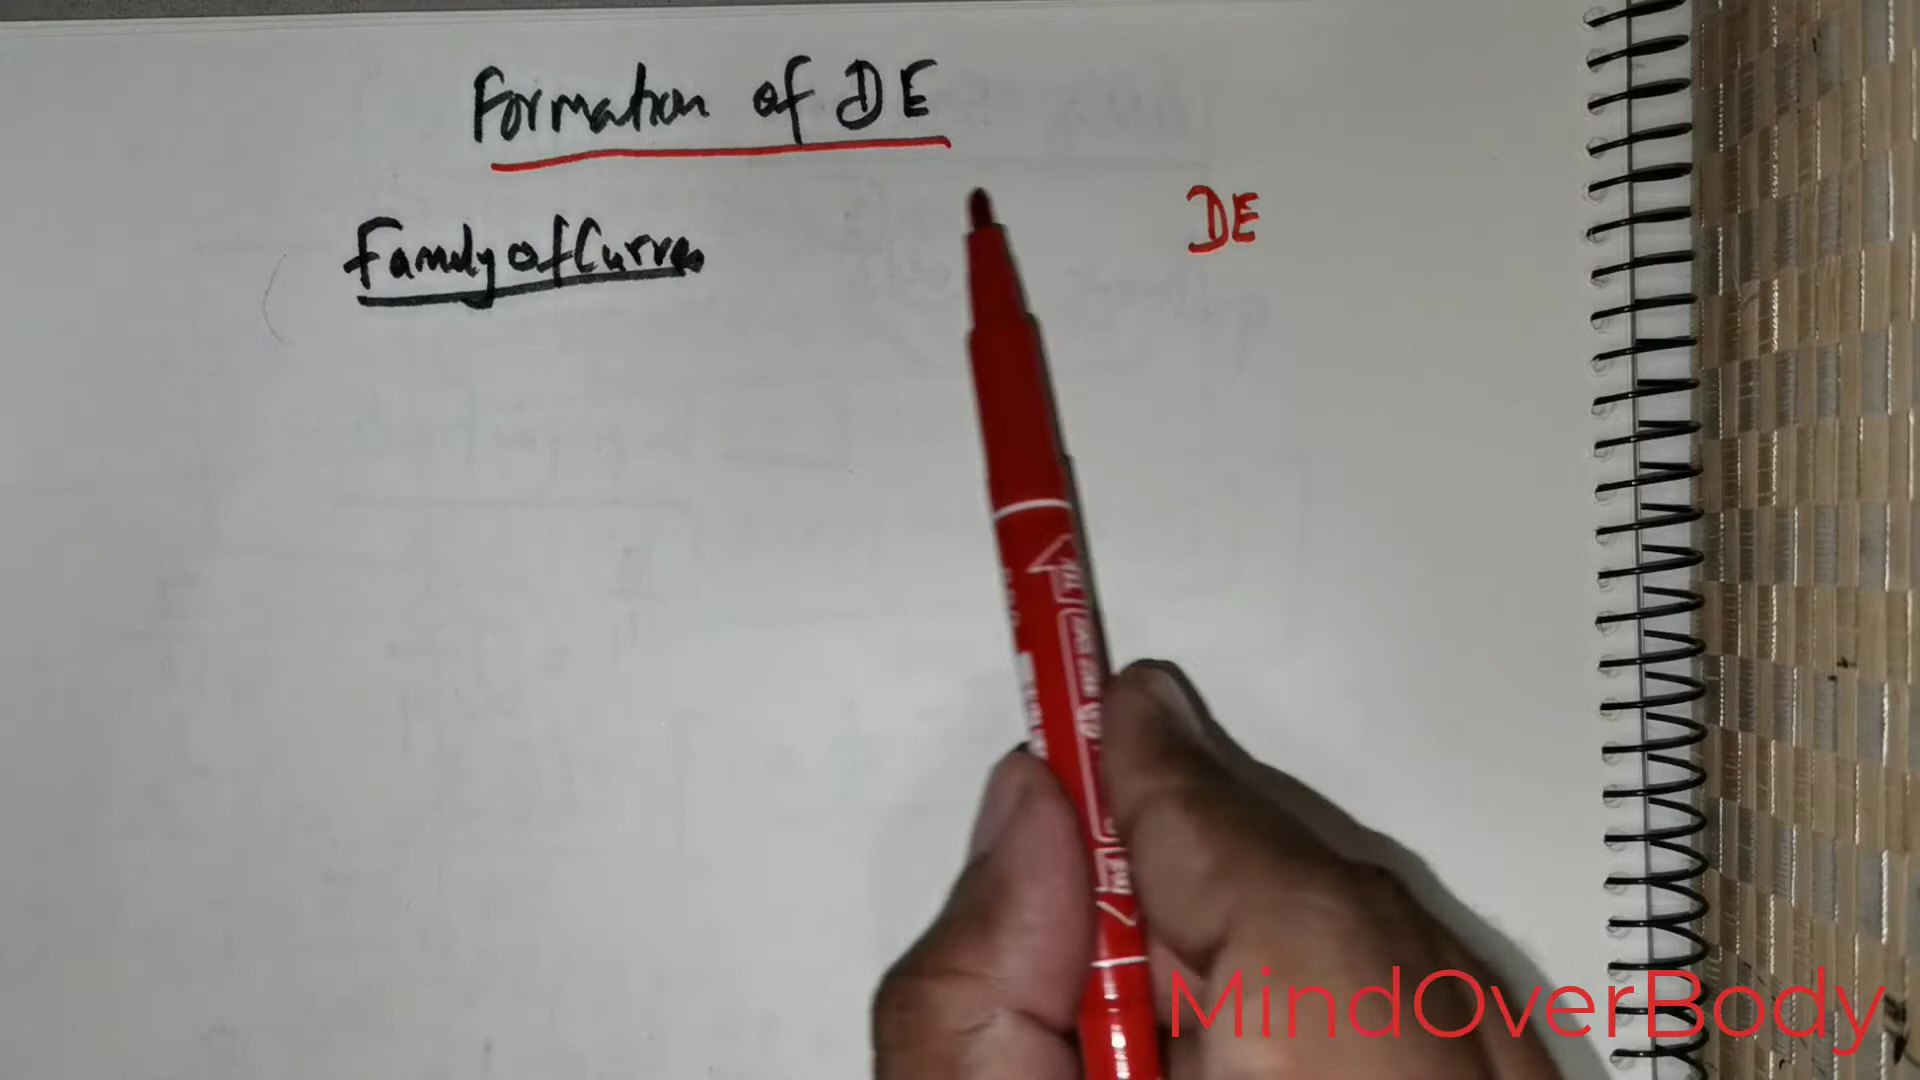 Formation of DE
DE
Family of Curves
MindOverBody